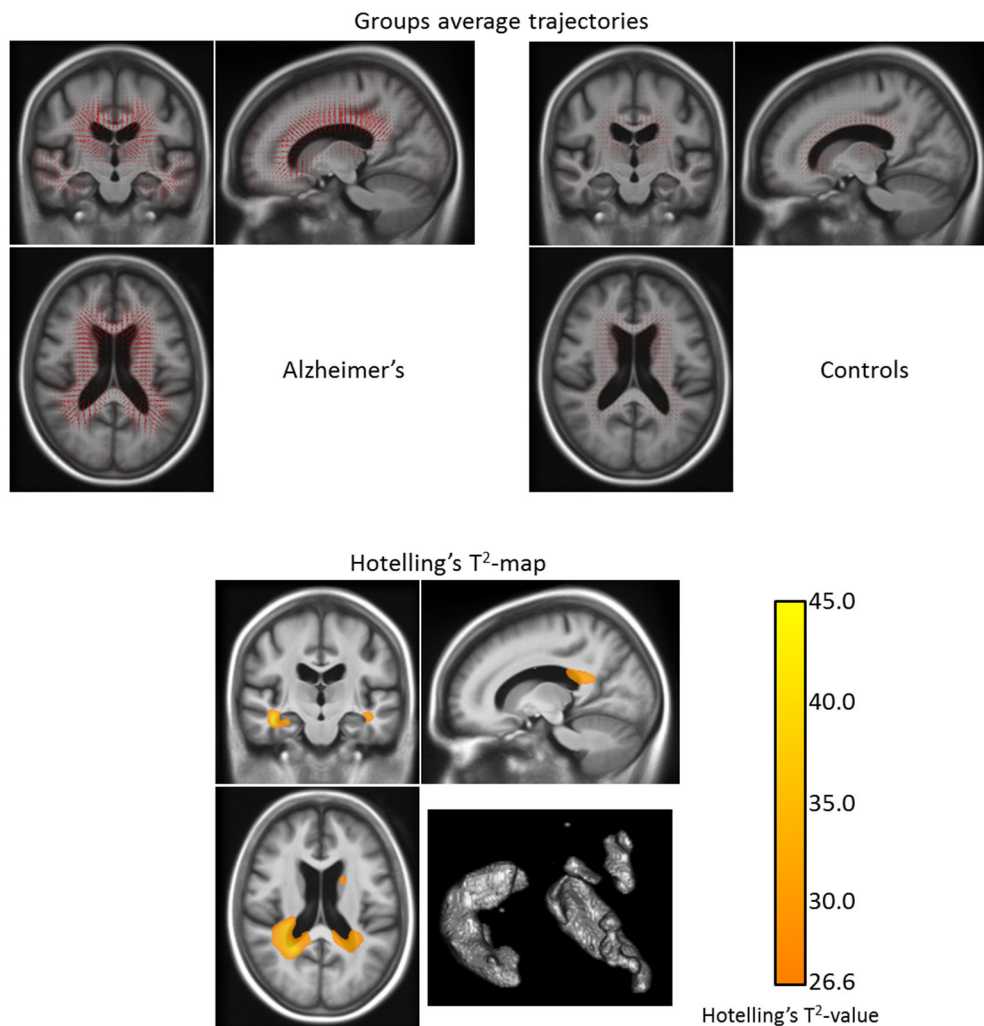 Groups average trajectories
Alzheimer's
Controls
Hotelling's T²-map
45.0
40.0
35.0
30.0
26.6
Hotelling's T²-value